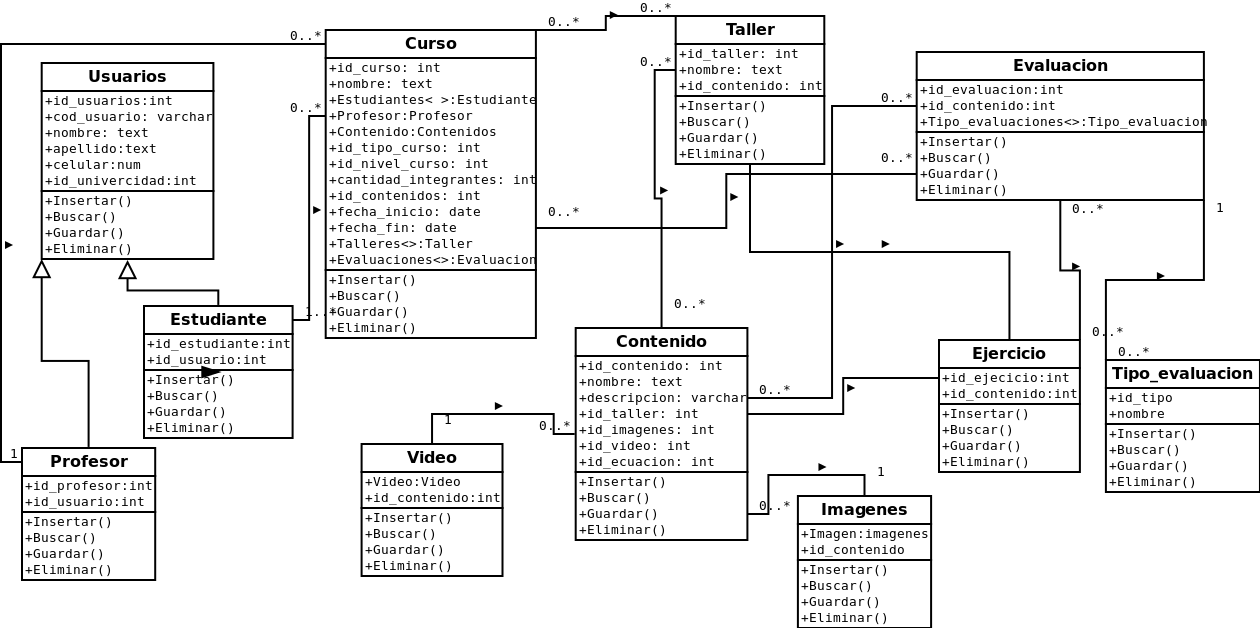 Usuarios
+id_usuarios:int
+cod_usuario: varchar
+nombre: text
+apellido:text
+celular:num
+id_univercidad:int
+Insertar()
+Buscar()
+Guardar()
+Eliminar()
Estudiante
+id_estudiante:int
+id_usuario:int
+Insertar()
+Buscar()
+Guardar()
+Eliminar()
1..*
Profesor
+id_profesor:int
+id_usuario:int
+Insertar()
+Buscar()
+Guardar()
+Eliminar()
1
0..*
0..*
Curso
+id_curso: int
+nombre: text
+Estudiantes< >:Estudiante
+Profesor:Profesor
+Contenido:Contenidos
+id_tipo_curso: int
+id_nivel_curso: int
+cantidad_integrantes: int
+id_contenidos: int
+fecha_inicio: date
+fecha_fin: date
+Talleres<>:Taller
+Evaluaciones<>:Evaluacion
+Insertar()
+Buscar()
+Guardar()
+Eliminar()
0..*
0..*
0..*
0..*
Taller
+id_taller: int
+nombre: text
+id_contenido: int
+Insertar()
+Buscar()
+Guardar()
+Eliminar()
0..*
0..*
Evaluacion
+id_evaluacion:int
+id_contenido:int
+Tipo_evaluaciones<>:Tipo_evaluacion
+Insertar()
+Buscar()
+Guardar()
+Eliminar()
0..*
1
0..*
Contenido
+id_contenido: int
+nombre: text
+descripcion: varchar
+id_taller: int
+id_imagenes: int
+id_video: int
+id_ecuacion: int
+Insertar()
+Buscar()
+Guardar()
+Eliminar()
0..*
0..*
0..*
1
Video
+Video:Video
+id_contenido:int
+Insertar()
+Buscar()
+Guardar()
+Eliminar()
1
Imagenes
+Imagen:imagenes
+id_contenido
+Insertar()
+Buscar()
+Guardar()
+Eliminar()
0..*
Ejercicio
+id_ejecicio:int
+id_contenido:int
+Insertar()
+Buscar()
+Guardar()
+Eliminar()
0..*
Tipo_evaluacion
+id_tipo
+nombre
+Insertar()
+Buscar()
+Guardar()
+Eliminar()